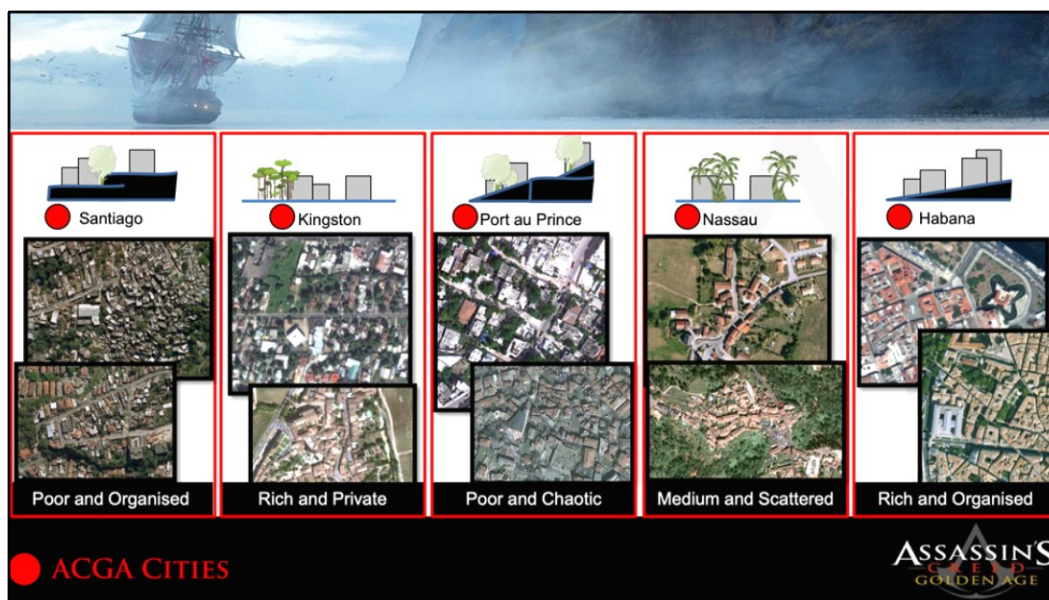 Santiago
Kingston
Port au Prince
Nassau
Habana
Poor and Organised
Rich and Private
Poor and Chaotic
Medium and Scattered
Rich and Organised
ACGA Cities
Assassin's
Creed
Golden Age